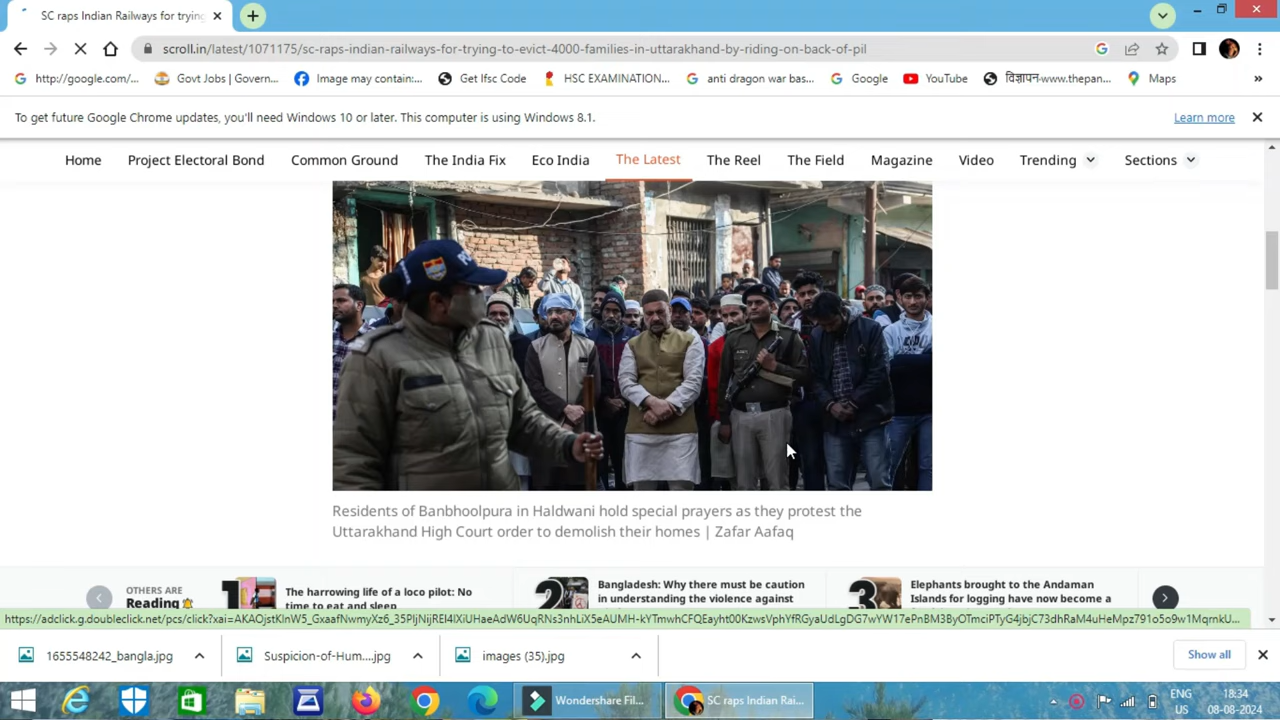 SC raps Indian Railways for trying
scroll.in/latest/1071175/sc-raps-indian-railways-for-trying-to-evict-4000-families-in-uttarakhand-by-riding-on-back-of-pil
http://google.com/...
Govt Jobs | Govern...
Image may contain:...
Get Ifsc Code
HSC EXAMINATION...
anti dragon war bas...
Google
YouTube
विज्ञापन-www.thepan...
Maps
»
To get future Google Chrome updates, you'll need Windows 10 or later. This computer is using Windows 8.1.
Learn more
Home
Project Electoral Bond
Common Ground
The India Fix
Eco India
The Latest
The Reel
The Field
Magazine
Video
Trending
Sections
Residents of Banbhoolpura in Haldwani hold special prayers as they protest the
Uttarakhand High Court order to demolish their homes | Zafar Aafaq
OTHERS ARE
Reading
1
The harrowing life of a loco pilot: No
time to eat and sleep
2
Bangladesh: Why there must be caution
in understanding the violence against
3
Elephants brought to the Andaman
Islands for logging have now become a
1655548242_bangla.jpg
Suspicion-of-Hum....jpg
images (35).jpg
Show all
Wondershare Fil...
SC raps Indian Rai...
ENG
US
18:34
08-08-2024